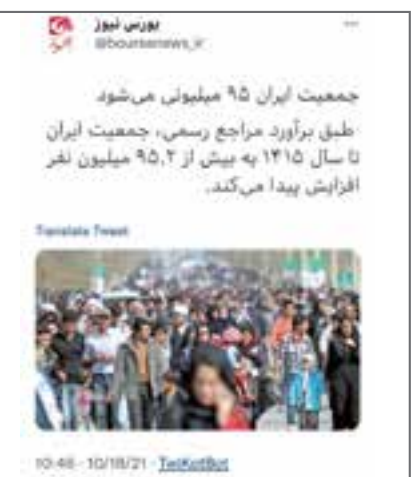 بورس نیوز
@boursenews_ir
جمعیت ایران ۹۵ میلیونی می‌شود
طبق برآورد مراجع رسمی، جمعیت ایران
تا سال ۱۴۱۵ به بیش از ۹۵,۲ میلیون نفر
افزایش پیدا می‌کند.
Translate Tweet
10:46 - 10/18/21 - TwKotBot